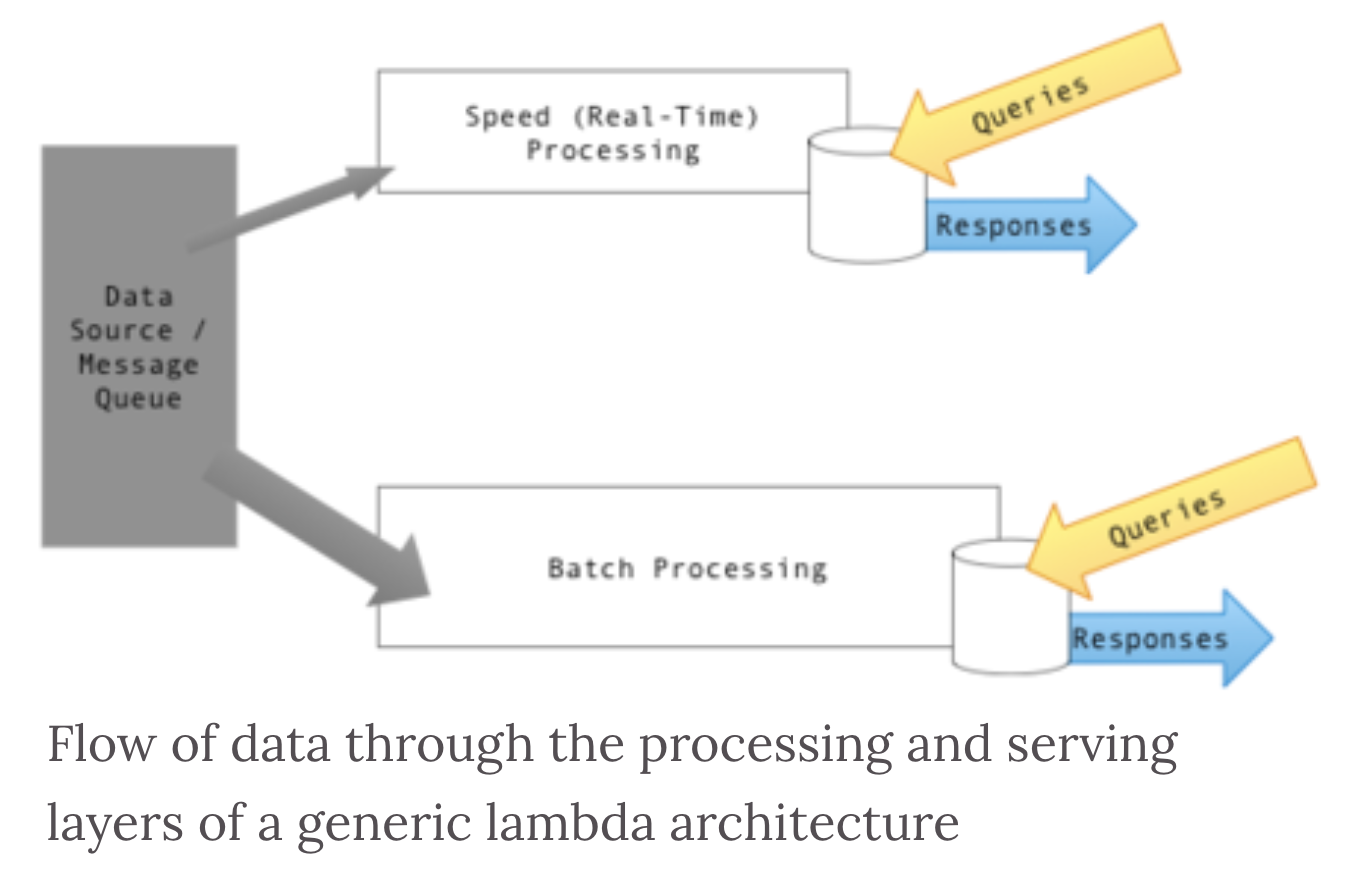 Speed (Real-Time)
Processing
Queries
Responses
Data
Source /
Message
Queue
Batch Processing
Queries
Responses
Flow of data through the processing and serving
layers of a generic lambda architecture